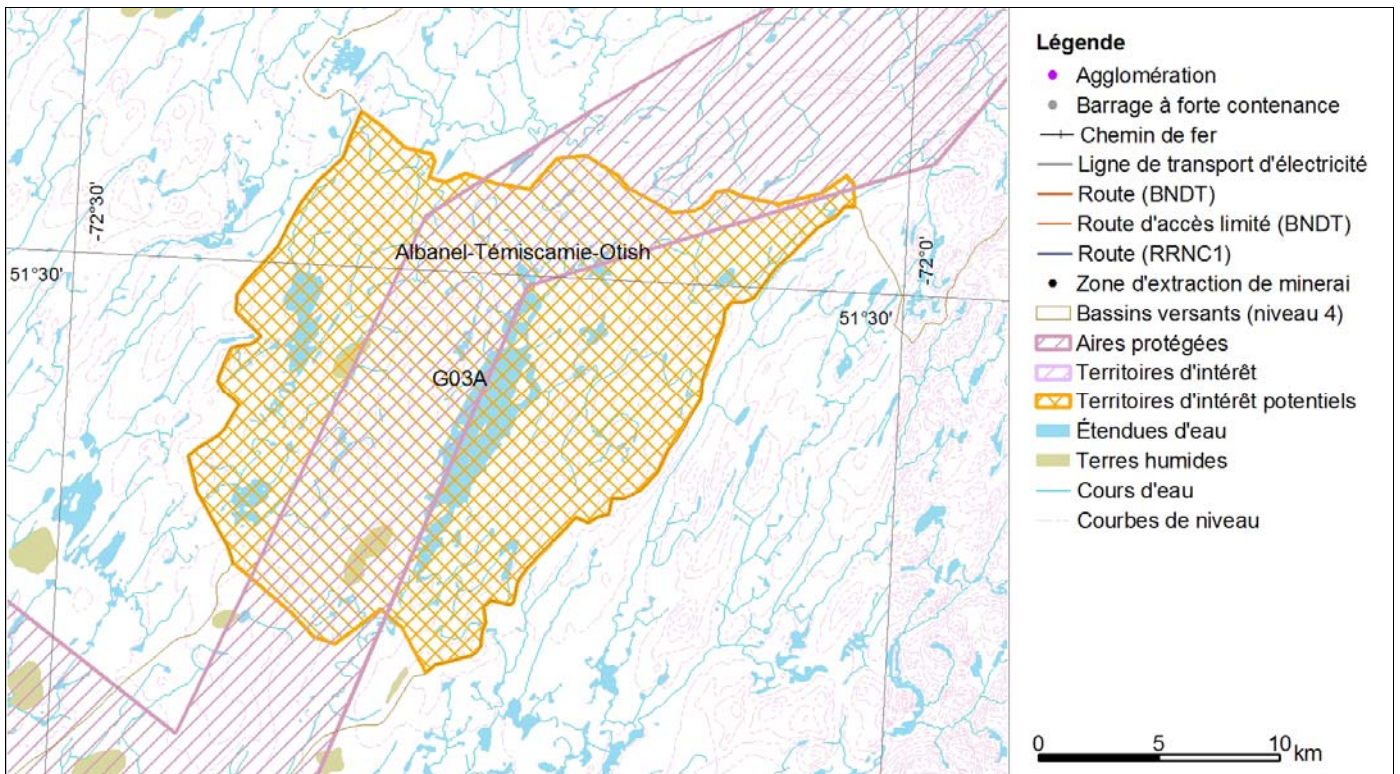 -72°30'
51°30'
Albanel-Témiscamie-Otish
G03A
-72°0'
51°30'
Légende
Agglomération
Barrage à forte contenance
Chemin de fer
Ligne de transport d'électricité
Route (BNDT)
Route d'accès limité (BNDT)
Route (RRNC1)
Zone d'extraction de minerai
Bassins versants (niveau 4)
Aires protégées
Territoires d'intérêt
Territoires d'intérêt potentiels
Étendues d'eau
Terres humides
Cours d'eau
Courbes de niveau
0 5 10 km